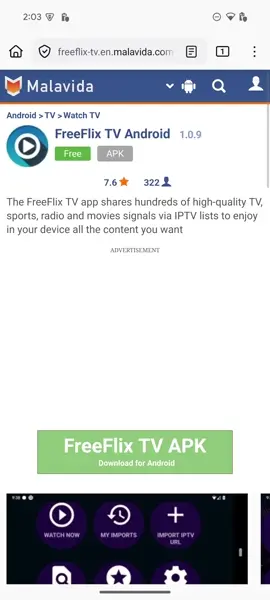 2:03
freeflix-tv.en.malavida.com
1
Malavida
Android > TV > Watch TV
FreeFlix TV Android 1.0.9
Free APK
7.6 322
The FreeFlix TV app shares hundreds of high-quality TV,
sports, radio and movies signals via IPTV lists to enjoy
in your device all the content you want
ADVERTISEMENT
FreeFlix TV APK
Download for Android
WATCH NOW
MY IMPORTS
IMPORT IPTV
URL